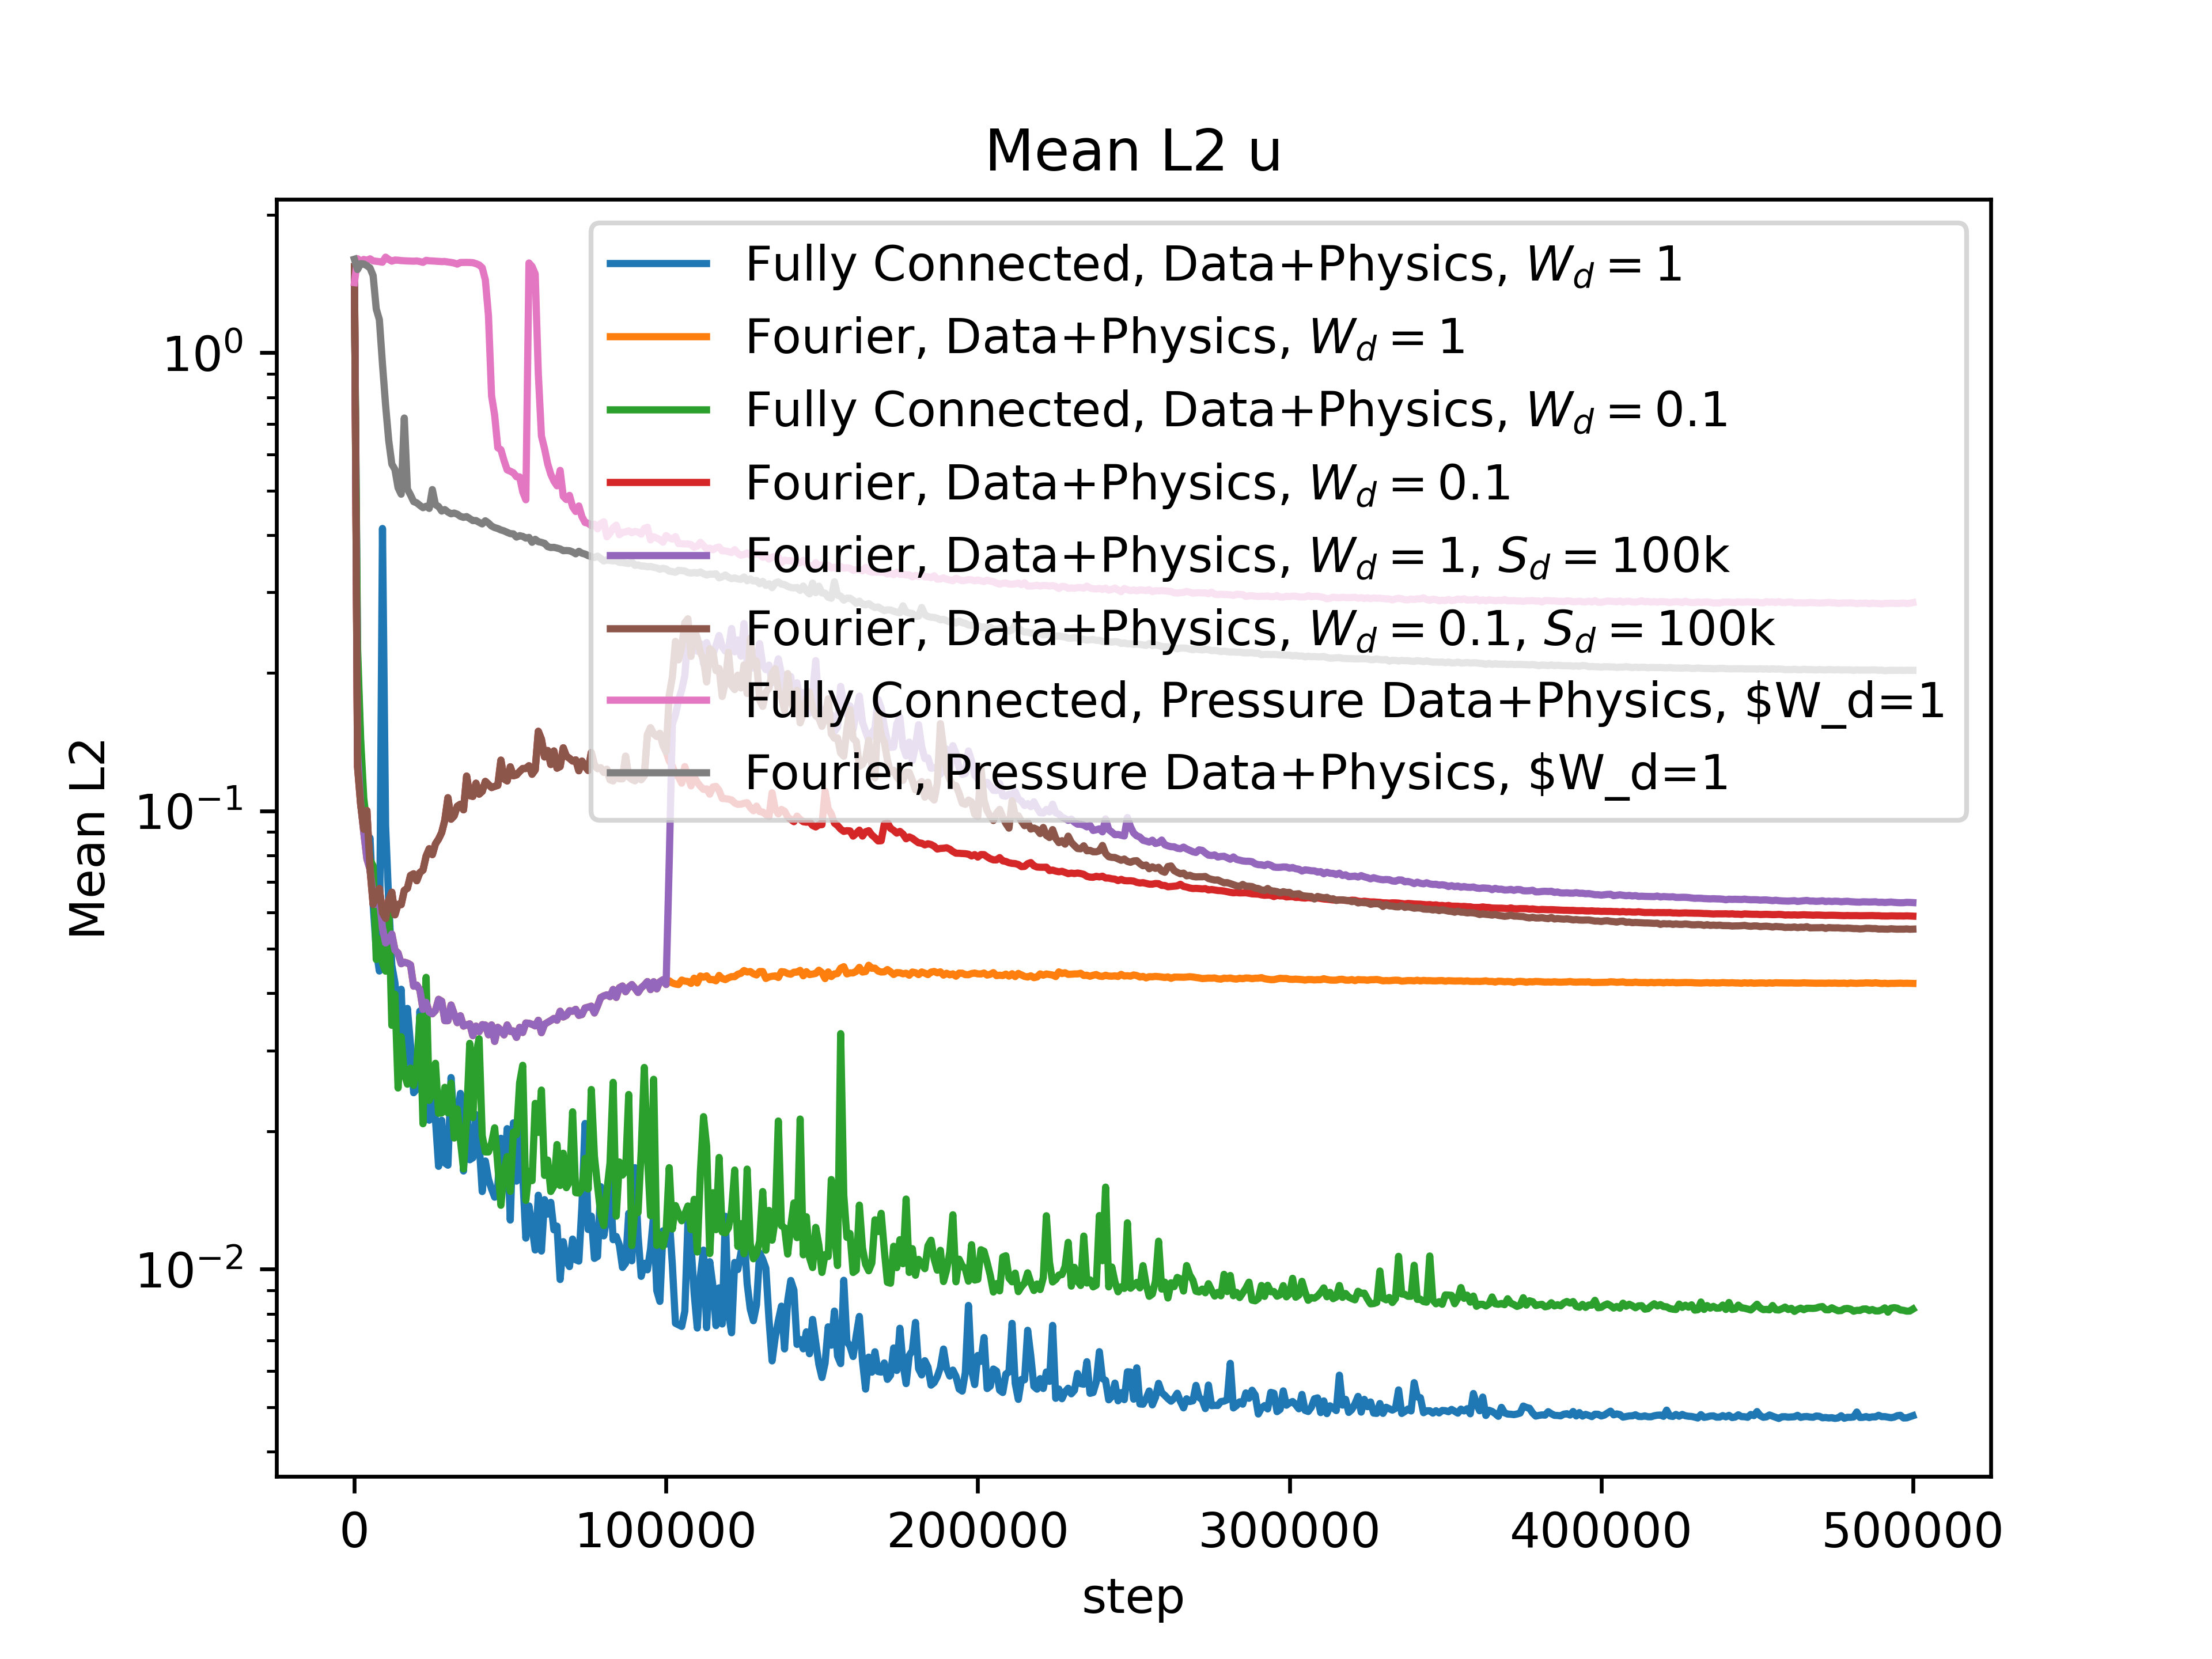 Mean L2 u
Fully Connected, Data+Physics, W_d = 1
Fourier, Data+Physics, W_d = 1
Fully Connected, Data+Physics, W_d = 0.1
Fourier, Data+Physics, W_d = 0.1
Fourier, Data+Physics, W_d = 1, S_d = 100k
Fourier, Data+Physics, W_d = 0.1, S_d = 100k
Fully Connected, Pressure Data+Physics, $W_d=1
Fourier, Pressure Data+Physics, $W_d=1
Mean L2
10^0
10^-1
10^-2
0 100000 200000 300000 400000 500000
step